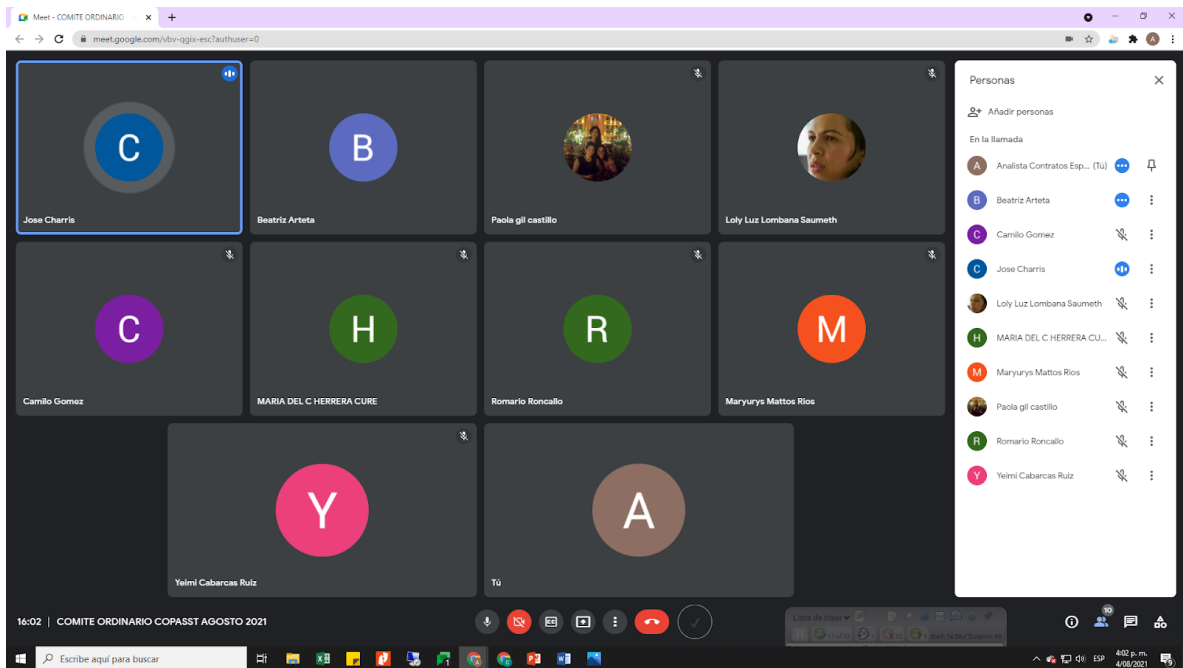 Meet - COMITE ORDINARIO
meet.google.com/vbv-qgix-esc?authuser=0
C
Jose Charris
B
Beatriz Arteta
Paola gil castillo
Loly Luz Lombana Saumeth
C
Camilo Gomez
H
MARIA DEL C HERRERA CURE
R
Romario Roncallo
M
Maryurys Mattos Rios
Y
Yeimi Cabarcas Ruiz
A
Tú
Personas
Añadir personas
En la llamada
A Analista Contratos Esp... (Tú)
B Beatriz Arteta
C Camilo Gomez
C Jose Charris
Loly Luz Lombana Saumeth
H MARIA DEL C HERRERA CU...
M Maryurys Mattos Rios
Paola gil castillo
R Romario Roncallo
Y Yeimi Cabarcas Ruiz
16:02 | COMITE ORDINARIO COPASST AGOSTO 2021
Lista de clase
10
Escribe aquí para buscar
ESP
4:02 p. m.
4/08/2021